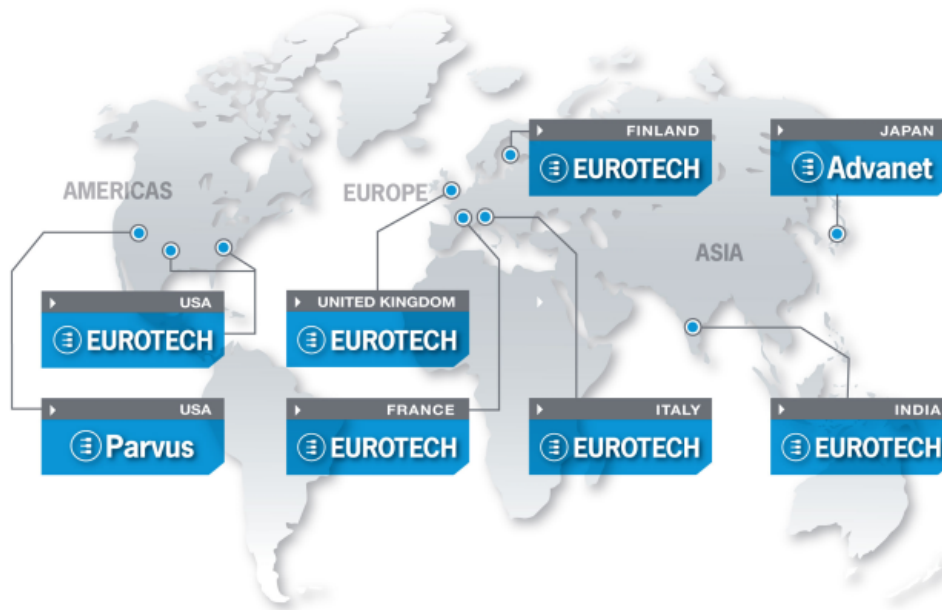 FINLAND
EUROTECH
JAPAN
Advanet
AMERICAS
EUROPE
ASIA
USA
EUROTECH
UNITED KINGDOM
EUROTECH
USA
Parvus
FRANCE
EUROTECH
ITALY
EUROTECH
INDIA
EUROTECH